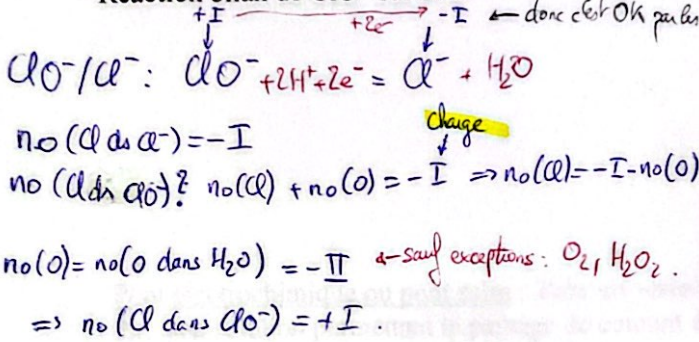 +I +2e⁻ -I ← donc c'est OK par les
ClO⁻/Cl⁻ : ClO⁻ +2H⁺+2e⁻ = Cl⁻ + H₂O
charge
no (Cl ds Cl⁻) = -I
no (Cl ds ClO⁻)? no(Cl) + no(O) = -I ⇒ no(Cl) = -I - no(O)
no(O) = no(O dans H₂O) = -II ← sauf exceptions : O₂, H₂O₂.
⇒ no (Cl dans ClO⁻) = +I.